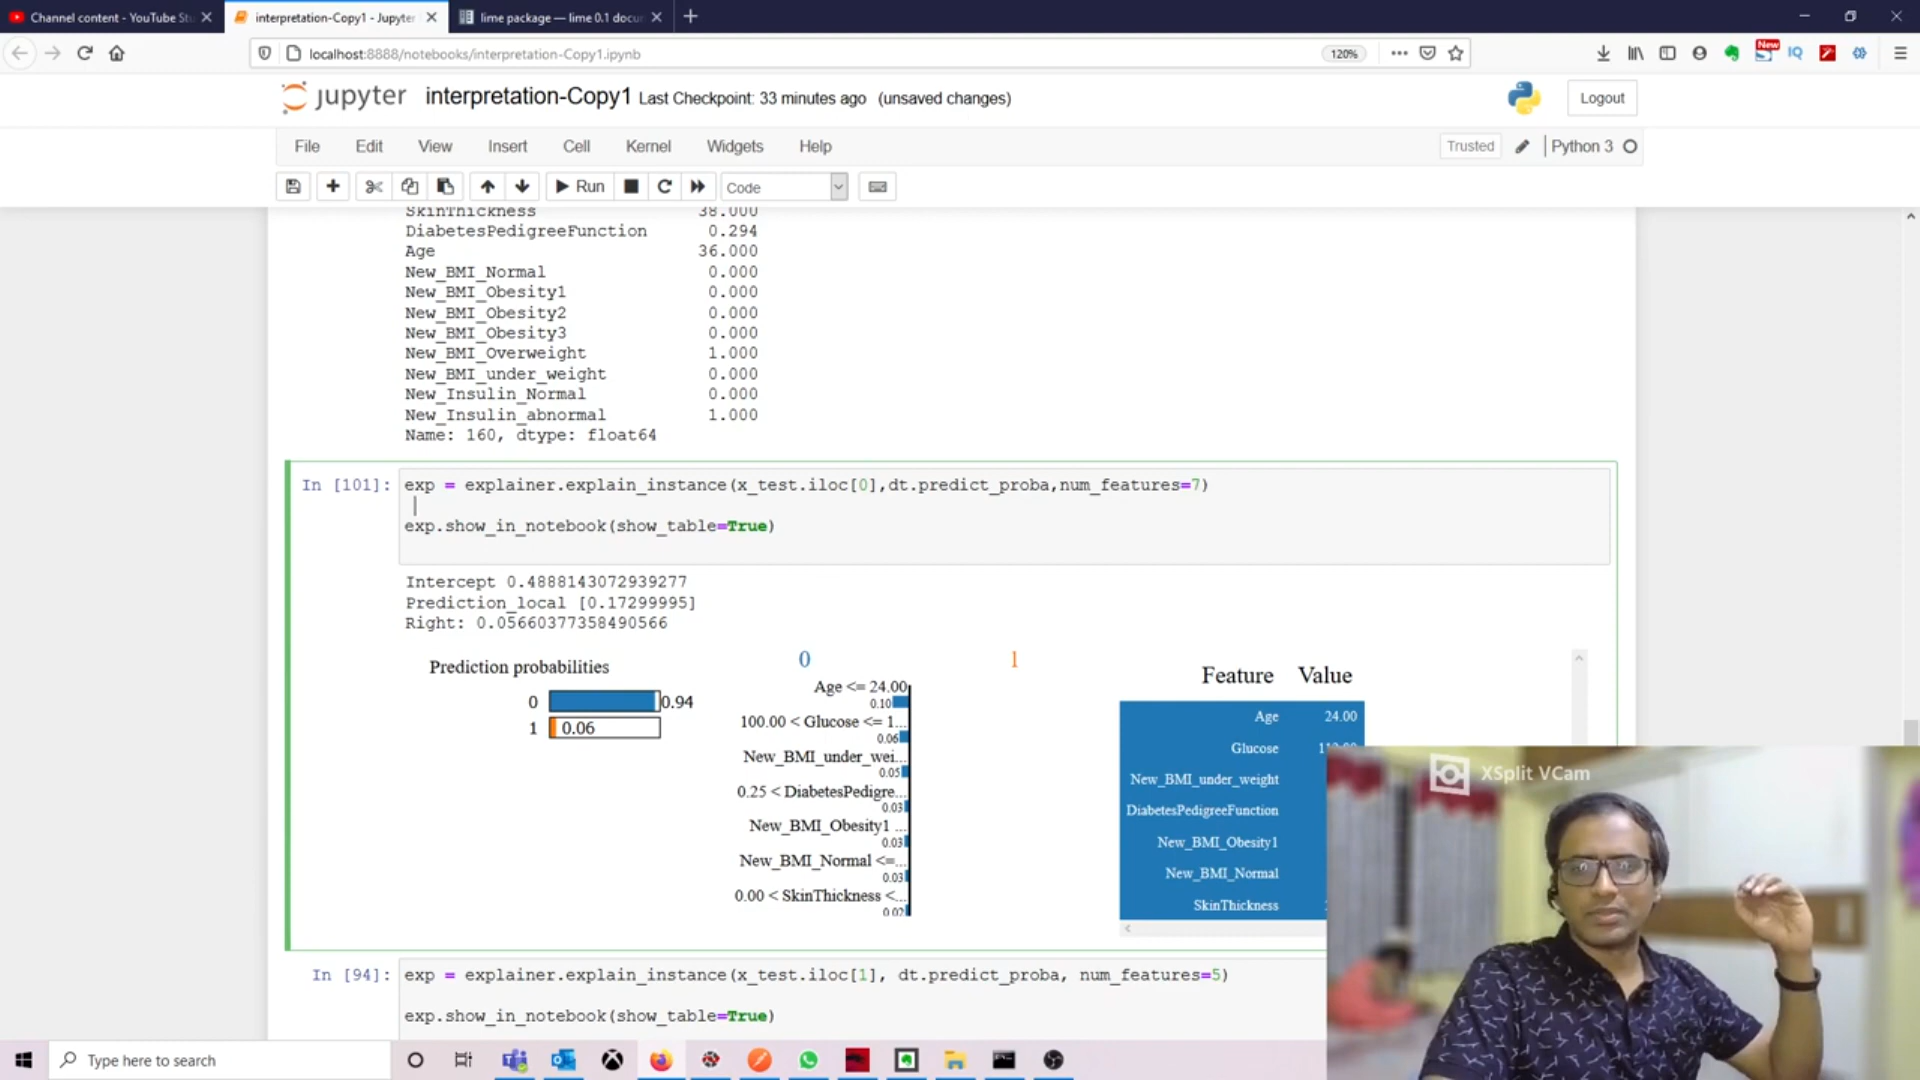 Channel content - YouTube St
interpretation-Copy1 - Jupyter
lime package — lime 0.1 docu
localhost:8888/notebooks/interpretation-Copy1.ipynb
120%
New
IQ
jupyter interpretation-Copy1 Last Checkpoint: 33 minutes ago (unsaved changes)
Logout
File Edit View Insert Cell Kernel Widgets Help
Trusted
Python 3
Run
Code
SkinThickness 38.000
DiabetesPedigreeFunction 0.294
Age 36.000
New_BMI_Normal 0.000
New_BMI_Obesity1 0.000
New_BMI_Obesity2 0.000
New_BMI_Obesity3 0.000
New_BMI_Overweight 1.000
New_BMI_under_weight 0.000
New_Insulin_Normal 0.000
New_Insulin_abnormal 1.000
Name: 160, dtype: float64
In [101]: exp = explainer.explain_instance(x_test.iloc[0],dt.predict_proba,num_features=7)
exp.show_in_notebook(show_table=True)
Intercept 0.4888143072939277
Prediction_local [0.17299995]
Right: 0.05660377358490566
Prediction probabilities
0 0.94
1 0.06
0 1
Age <= 24.00
0.10
100.00 < Glucose <= 1...
0.06
New_BMI_under_wei...
0.05
0.25 < DiabetesPedigre...
0.03
New_BMI_Obesity1 ...
0.03
New_BMI_Normal <=...
0.03
0.00 < SkinThickness <...
0.02
Feature Value
Age 24.00
Glucose
New_BMI_under_weight
DiabetesPedigreeFunction
New_BMI_Obesity1
New_BMI_Normal
SkinThickness
XSplit VCam
In [94]: exp = explainer.explain_instance(x_test.iloc[1], dt.predict_proba, num_features=5)
exp.show_in_notebook(show_table=True)
Type here to search